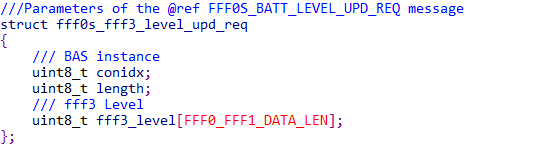 ///Parameters of the @ref FFF0S_BATT_LEVEL_UPD_REQ message
struct fff0s_fff3_level_upd_req
{
    /// BAS instance
    uint8_t conidx;
    uint8_t length;
    /// fff3 Level
    uint8_t fff3_level[FFF0_FFF1_DATA_LEN];
};